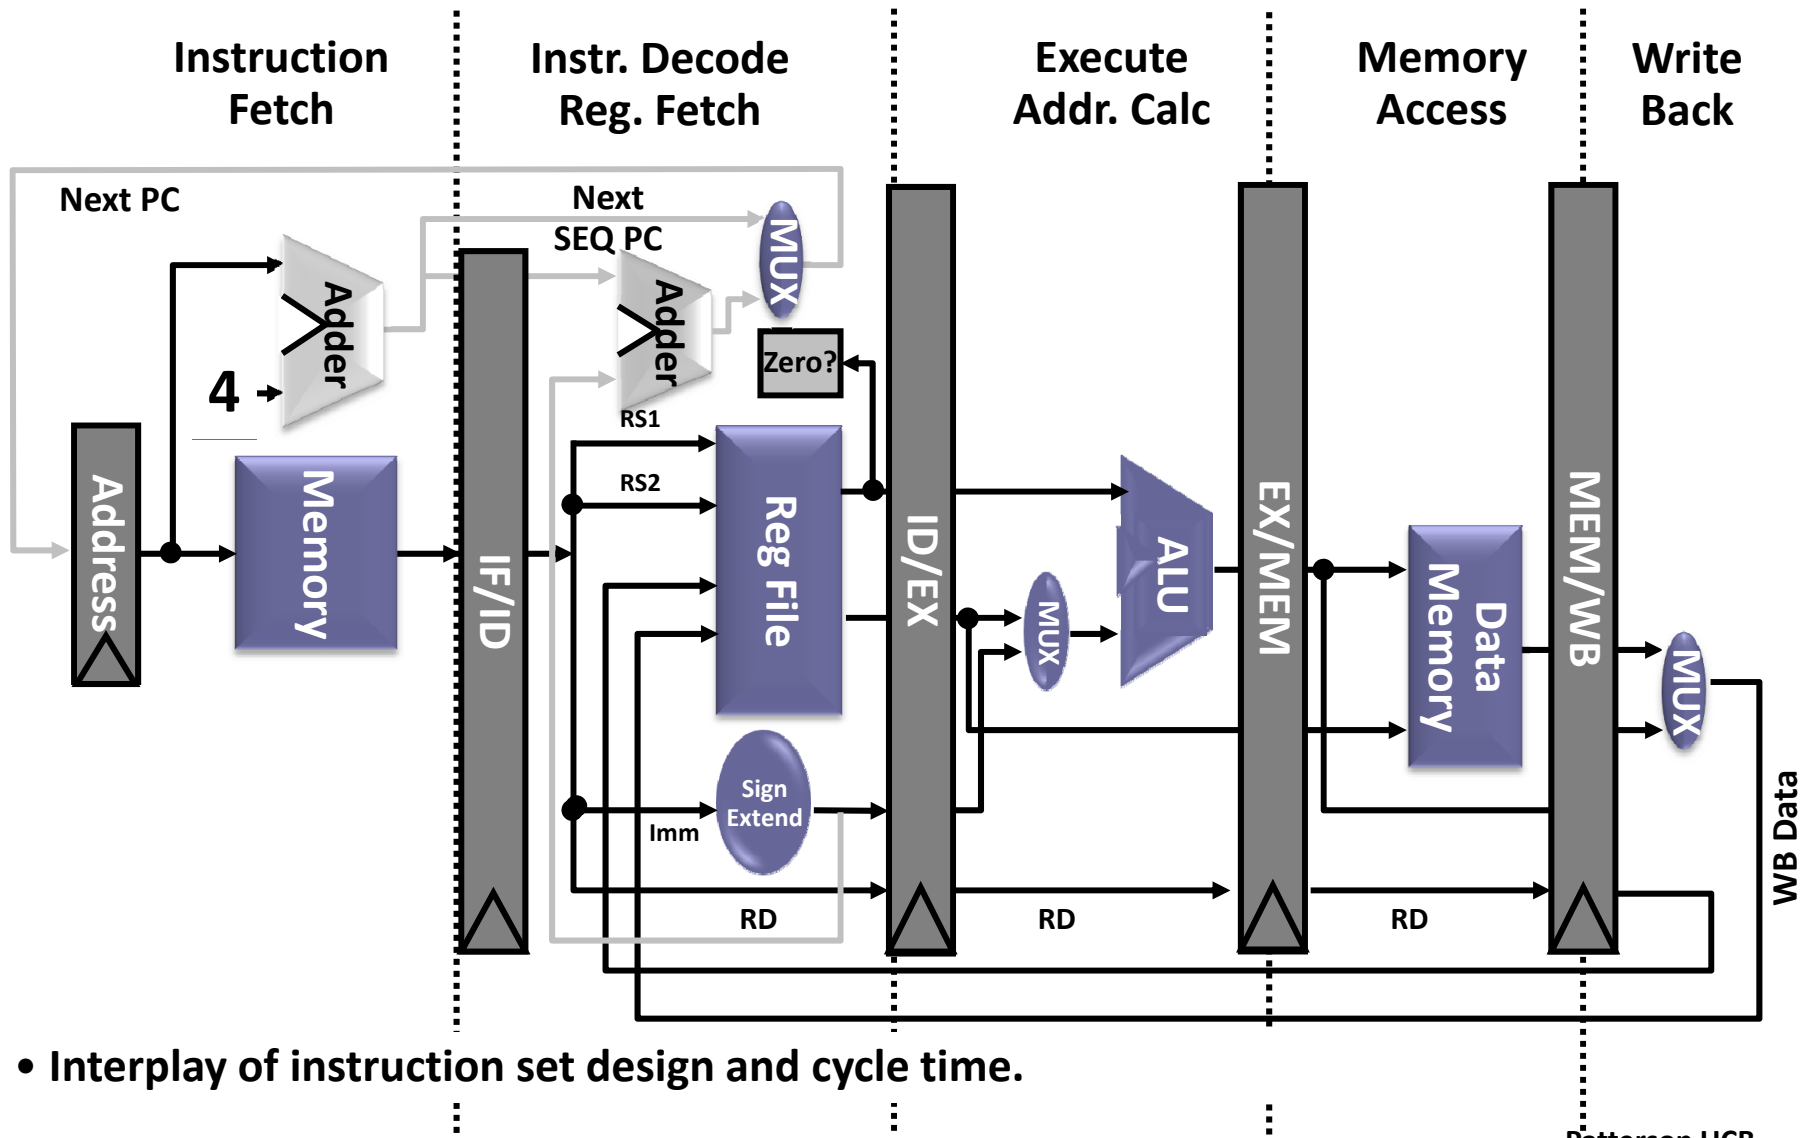 Instruction
Fetch
Instr. Decode
Reg. Fetch
Execute
Addr. Calc
Memory
Access
Write
Back
Next PC
Next
SEQ PC
MUX
Adder
Adder
Zero?
4
RS1
RS2
Address
Memory
IF/ID
Reg File
ID/EX
MUX
ALU
EX/MEM
Data
Memory
MEM/WB
MUX
Sign
Extend
Imm
RD
RD
RD
WB Data
• Interplay of instruction set design and cycle time.
Patterson UCB